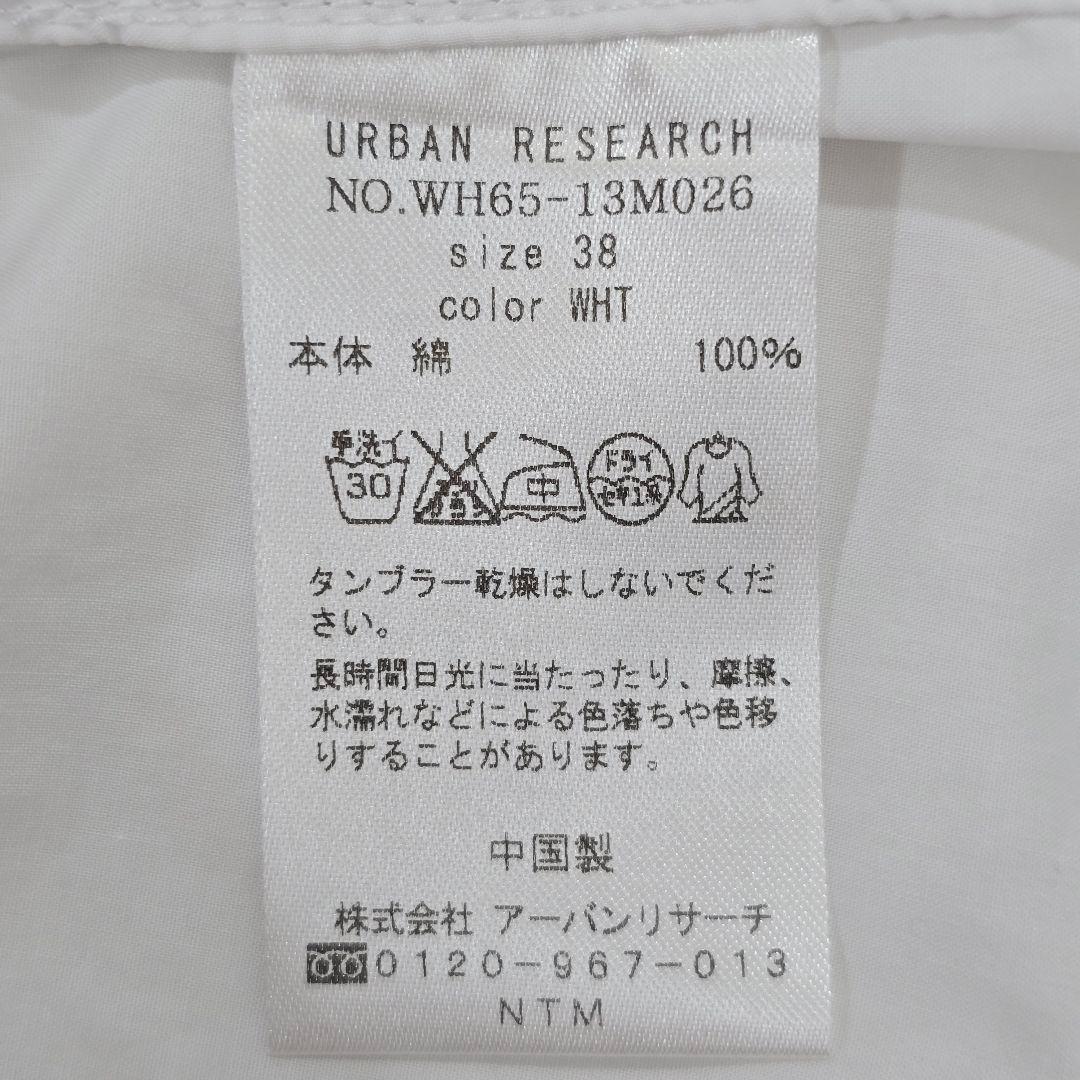 URBAN RESEARCH
NO.WH65-13M026
size 38
color WHT
本体 綿 100%
手洗イ
30
中
ドライ
セキユ系
タンブラー乾燥はしないでくだ
さい。
長時間日光に当たったり、摩擦、
水濡れなどによる色落ちや色移
りすることがあります。
中国製
株式会社 アーバンリサーチ
0120-967-013
NTM